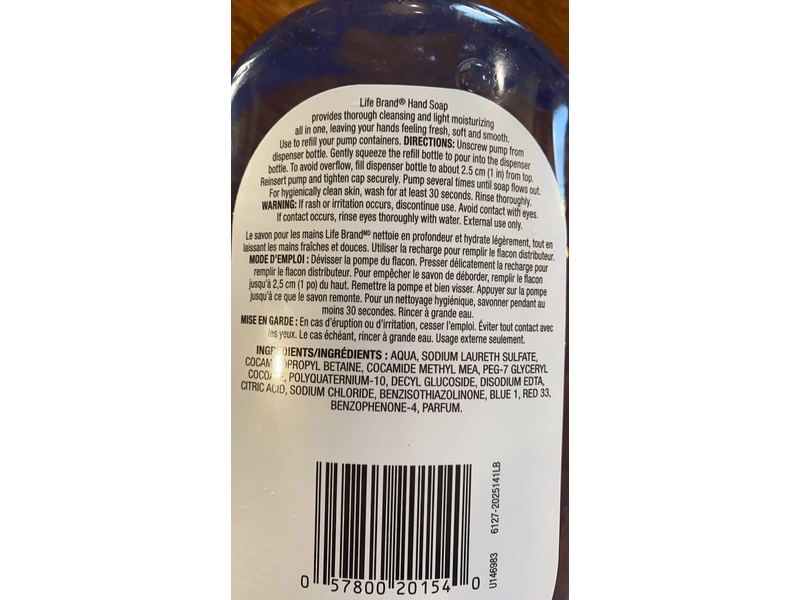 Life Brand® Hand Soap
provides thorough cleansing and light moisturizing
all in one, leaving your hands feeling fresh, soft and smooth.
Use to refill your pump containers. DIRECTIONS: Unscrew pump from
dispenser bottle. Gently squeeze the refill bottle to pour into the dispenser
bottle. To avoid overflow, fill dispenser bottle to about 2.5 cm (1 in) from top.
Reinsert pump and tighten cap securely. Pump several times until soap flows out.
For hygienically clean skin, wash for at least 30 seconds. Rinse thoroughly.
WARNING: If rash or irritation occurs, discontinue use. Avoid contact with eyes.
If contact occurs, rinse eyes thoroughly with water. External use only.
Le savon pour les mains Life Brandᴹᴰ nettoie en profondeur et hydrate légèrement, tout en
laissant les mains fraîches et douces. Utiliser la recharge pour remplir le flacon distributeur.
MODE D'EMPLOI : Dévisser la pompe du flacon. Presser délicatement la recharge pour
remplir le flacon distributeur. Pour empêcher le savon de déborder, remplir le flacon
jusqu'à 2,5 cm (1 po) du haut. Remettre la pompe et bien visser. Appuyer sur la pompe
jusqu'à ce que le savon remonte. Pour un nettoyage hygiénique, savonner pendant au
moins 30 secondes. Rincer à grande eau.
MISE EN GARDE : En cas d'éruption ou d'irritation, cesser l'emploi. Éviter tout contact avec
les yeux. Le cas échéant, rincer à grande eau. Usage externe seulement.
INGREDIENTS/INGRÉDIENTS : AQUA, SODIUM LAURETH SULFATE,
BETAINE, COCAMIDE METHYL MEA, PEG-7 GLYCERYL
POLYQUATERNIUM-10, DECYL GLUCOSIDE, DISODIUM EDTA,
CITRIC ACID, SODIUM CHLORIDE, BENZISOTHIAZOLINONE, BLUE 1, RED 33,
BENZOPHENONE-4, PARFUM.
0 57800 20154 0
U146983 6127-2025141LB